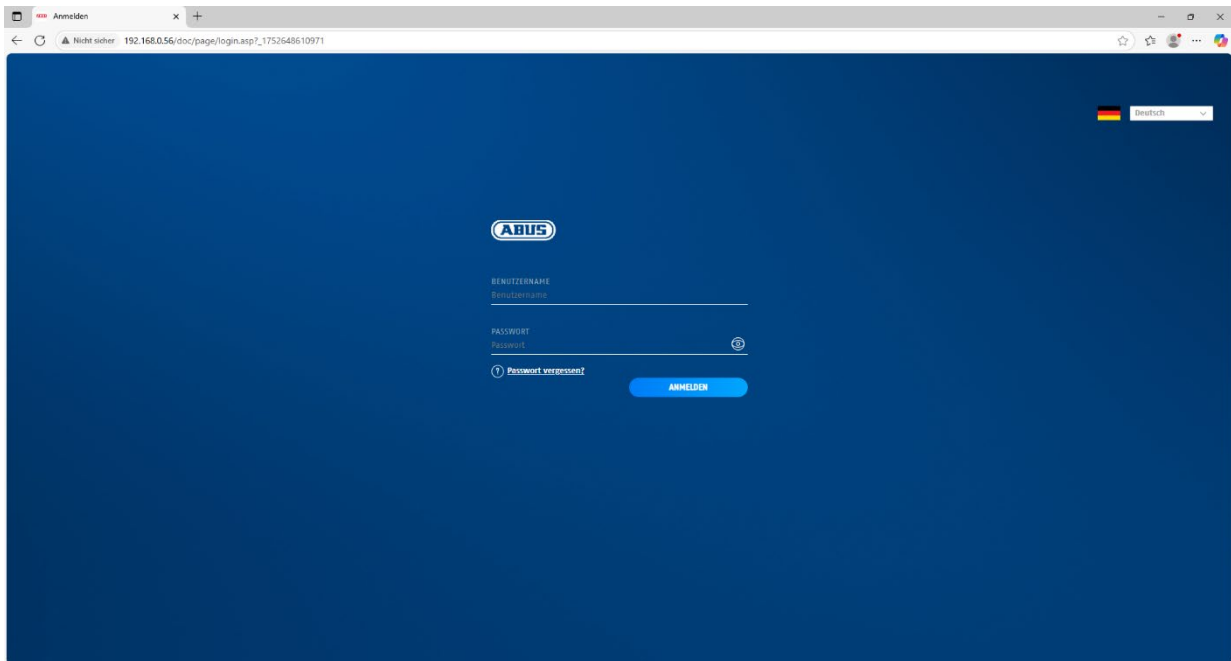 Anmelden
Nicht sicher 192.168.0.56/doc/page/login.asp?_1752648610971
Deutsch
ABUS
BENUTZERNAME
Benutzername
PASSWORT
Passwort
? Passwort vergessen?
ANMELDEN